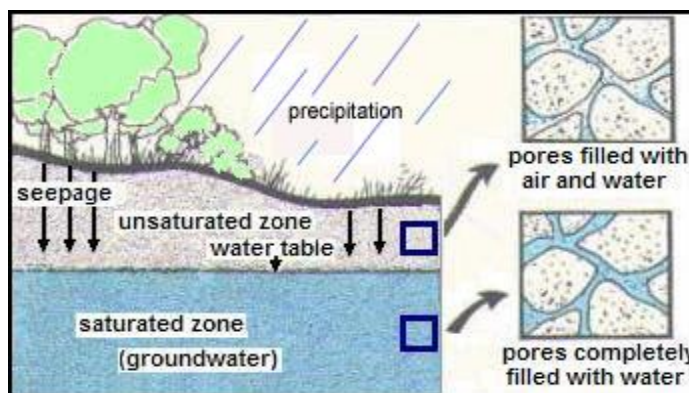 precipitation
pores filled with
air and water
seepage
unsaturated zone
water table
saturated zone
(groundwater)
pores completely
filled with water